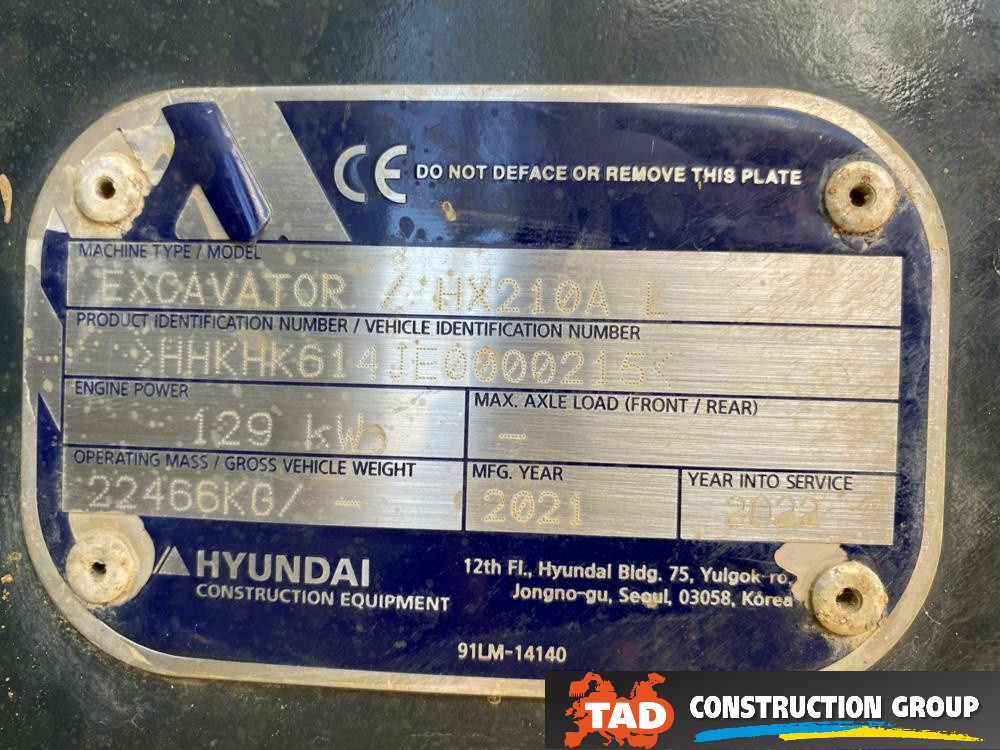 CE DO NOT DEFACE OR REMOVE THIS PLATE
MACHINE TYPE / MODEL
EXCAVATOR / HX210A L
PRODUCT IDENTIFICATION NUMBER / VEHICLE IDENTIFICATION NUMBER
>HHKHK614JE0000215<
ENGINE POWER
129 kW
MAX. AXLE LOAD (FRONT / REAR)
-
OPERATING MASS / GROSS VEHICLE WEIGHT
22466KG/ -
MFG. YEAR
2021
YEAR INTO SERVICE
2022
HYUNDAI
CONSTRUCTION EQUIPMENT
12th Fl., Hyundai Bldg. 75, Yulgok-ro,
Jongno-gu, Seoul, 03058, Korea
91LM-14140
TAD CONSTRUCTION GROUP